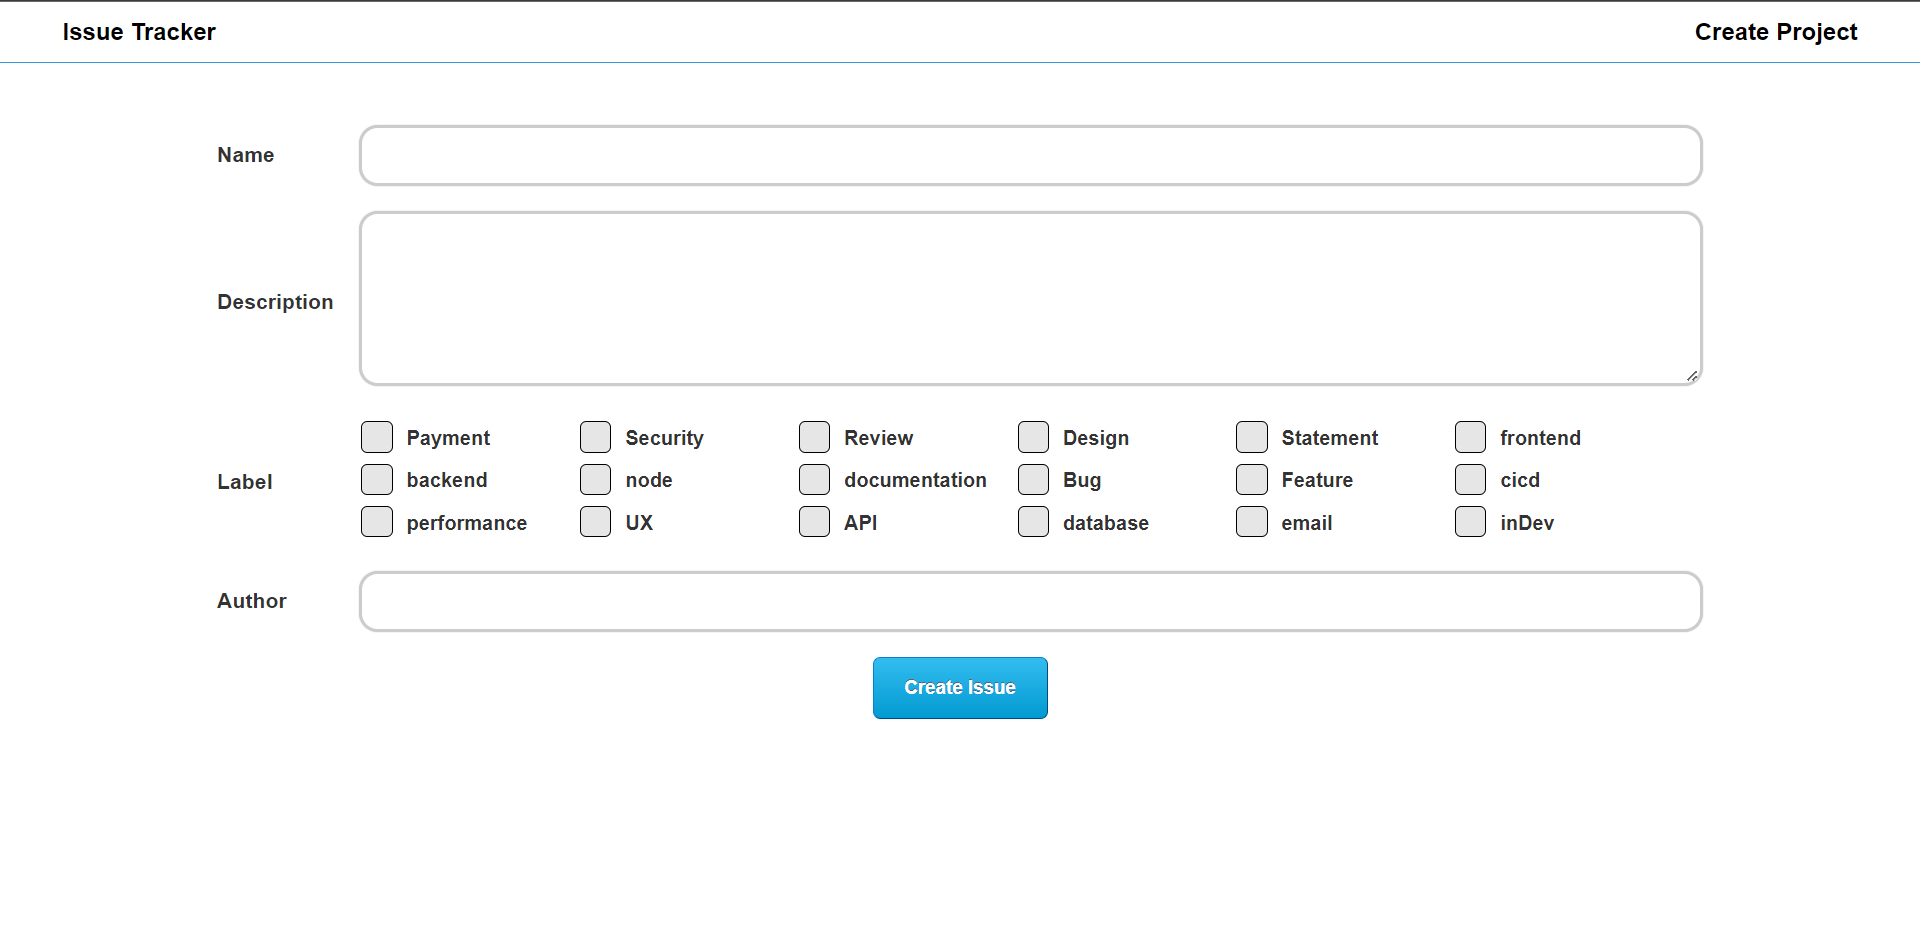 Issue Tracker Create Project
Name
Description
Label
Payment Security Review Design Statement frontend
backend node documentation Bug Feature cicd
performance UX API database email inDev
Author
Create Issue